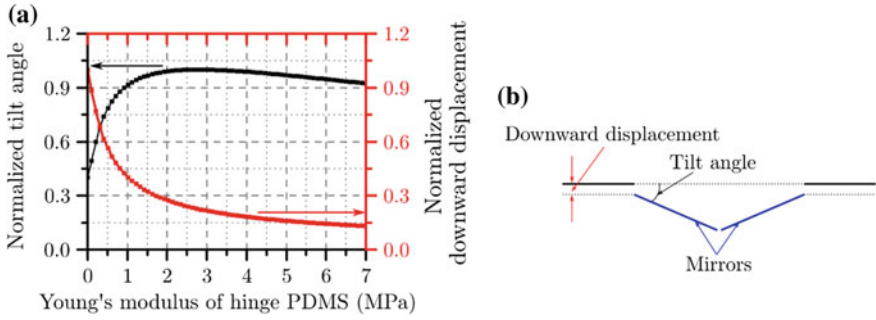 (a)
1.2
0.9
0.6
0.3
0.0
Normalized tilt angle
0
1
2
3
4
5
6
7
Young's modulus of hinge PDMS (MPa)
1.2
0.9
0.6
0.3
0.0
Normalized
downward displacement
(b)
Downward displacement
Tilt angle
Mirrors